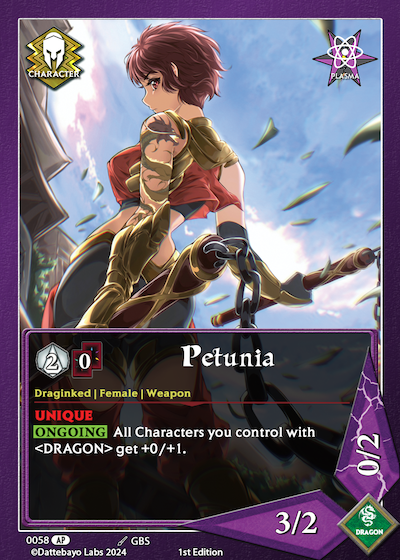 CHARACTER
PLASMA
2 0 Petunia
Draginked | Female | Weapon
UNIQUE
ONGOING All Characters you control with
<DRAGON> get +0/+1.
0/2
3/2
DRAGON
0058 AP GBS
©Dattebayo Labs 2024 1st Edition